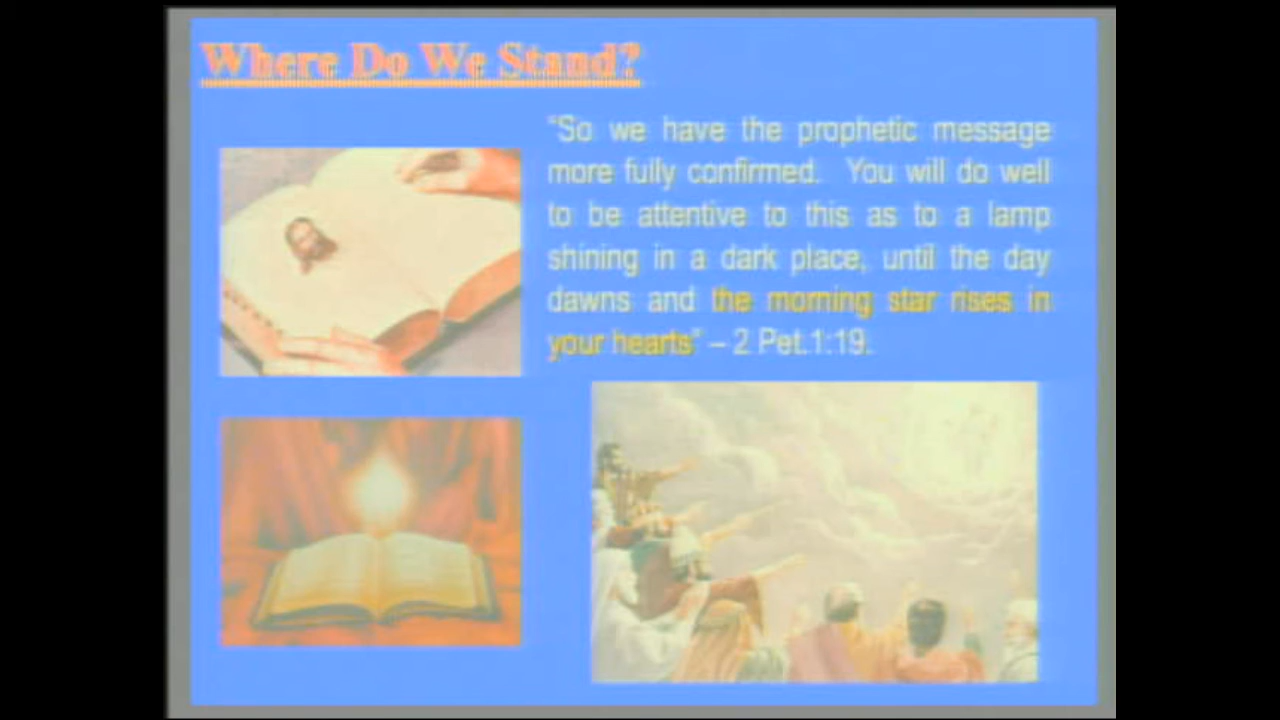 Where Do We Stand?
"So we have the prophetic message
more fully confirmed. You will do well
to be attentive to this as to a lamp
shining in a dark place, until the day
dawns and the morning star rises in
your hearts" – 2 Pet.1:19.